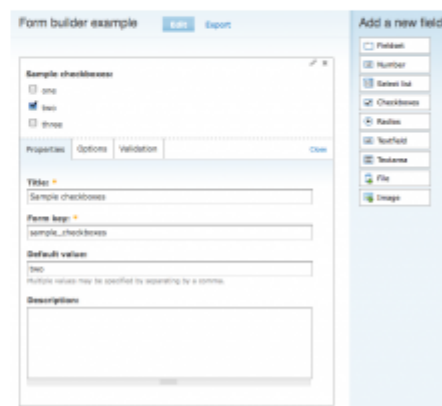 Form builder example
Edit
Export
Sample checkboxes:
one
two
three
Properties
Options
Validation
Close
Title: *
Sample checkboxes
Form key: *
sample_checkboxes
Default value:
two
Multiple values may be specified by separating by a comma.
Description:
Add a new field
Fieldset
Number
Select list
Checkboxes
Radios
Textfield
Textarea
File
Image